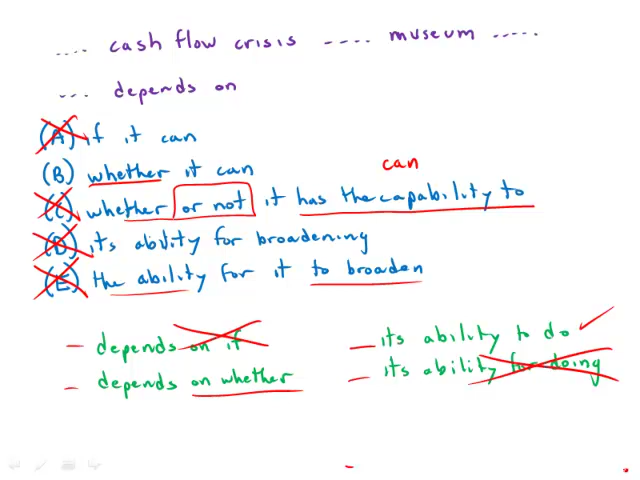 .... cash flow crisis ..... museum .....
... depends on
(A) if it can
(B) whether it can
can
(C) whether or not it has the capability to
(D) its ability for broadening
(E) the ability for it to broaden
— depends on if
— depends on whether
— its ability to do
— its ability for doing